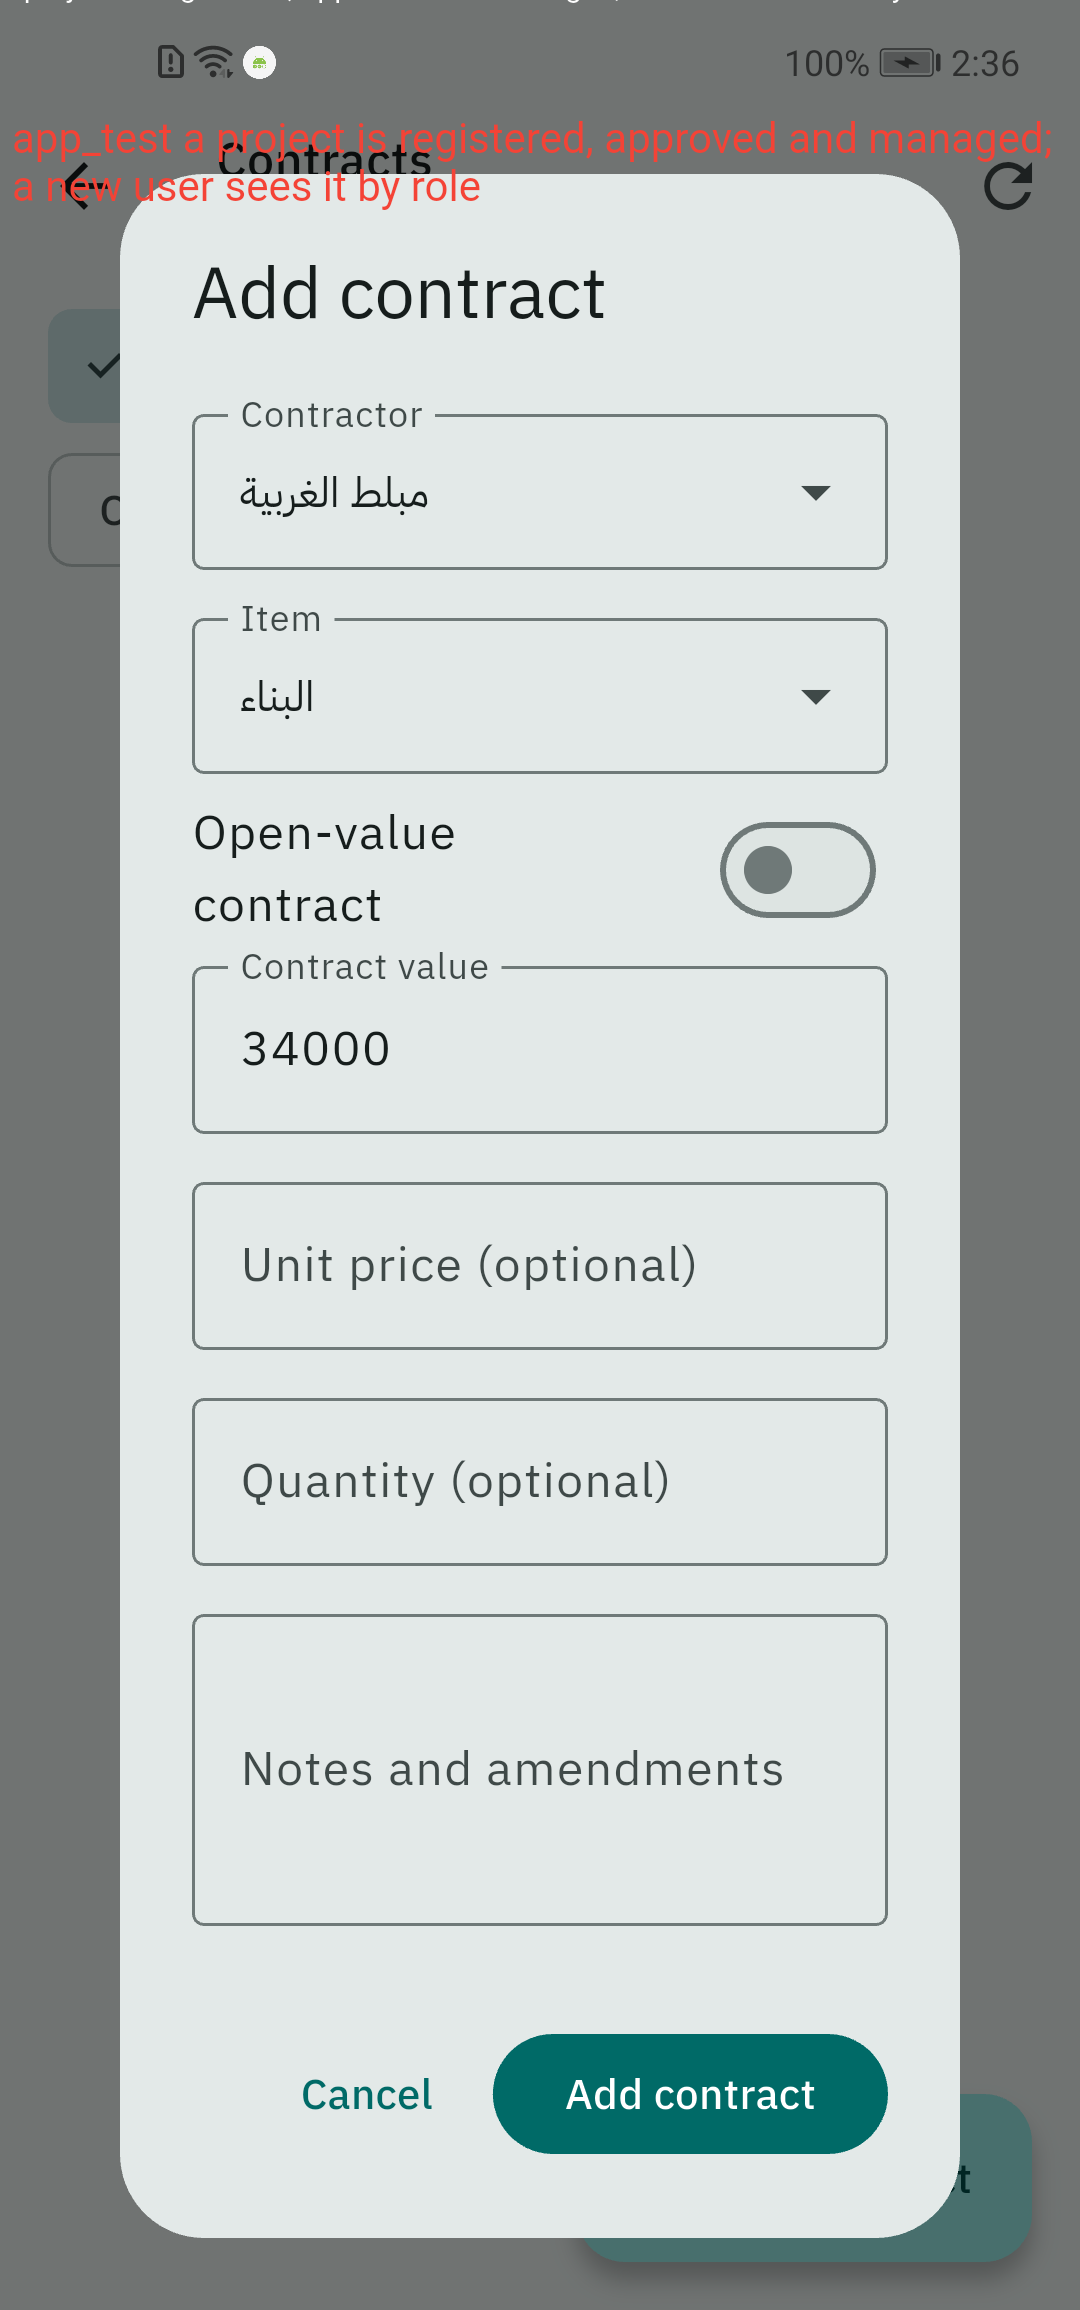 100% 2:36
app_test a project is registered, approved and managed;
a new user sees it by role
Contracts
Add contract
Contractor
مبلط الغربية
Item
البناء
Open-value
contract
Contract value
34000
Unit price (optional)
Quantity (optional)
Notes and amendments
Cancel
Add contract